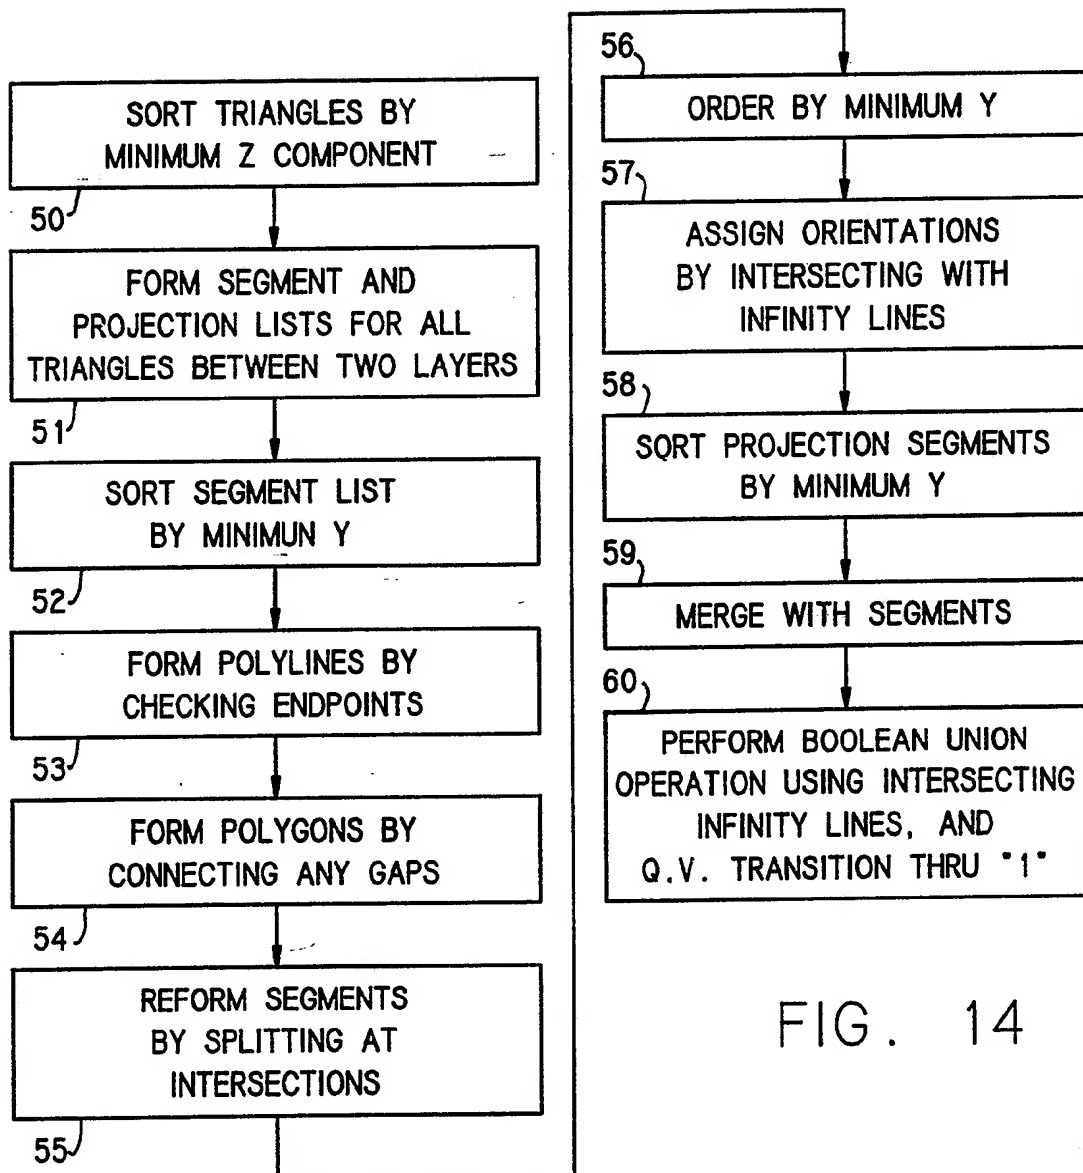 SORT TRIANGLES BY
MINIMUM Z COMPONENT
50
FORM SEGMENT AND
PROJECTION LISTS FOR ALL
TRIANGLES BETWEEN TWO LAYERS
51
SORT SEGMENT LIST
BY MINIMUN Y
52
FORM POLYLINES BY
CHECKING ENDPOINTS
53
FORM POLYGONS BY
CONNECTING ANY GAPS
54
REFORM SEGMENTS
BY SPLITTING AT
INTERSECTIONS
55
56
ORDER BY MINIMUM Y
57
ASSIGN ORIENTATIONS
BY INTERSECTING WITH
INFINITY LINES
58
SORT PROJECTION SEGMENTS
BY MINIMUM Y
59
MERGE WITH SEGMENTS
60
PERFORM BOOLEAN UNION
OPERATION USING INTERSECTING
INFINITY LINES, AND
Q.V. TRANSITION THRU "1"
FIG. 14